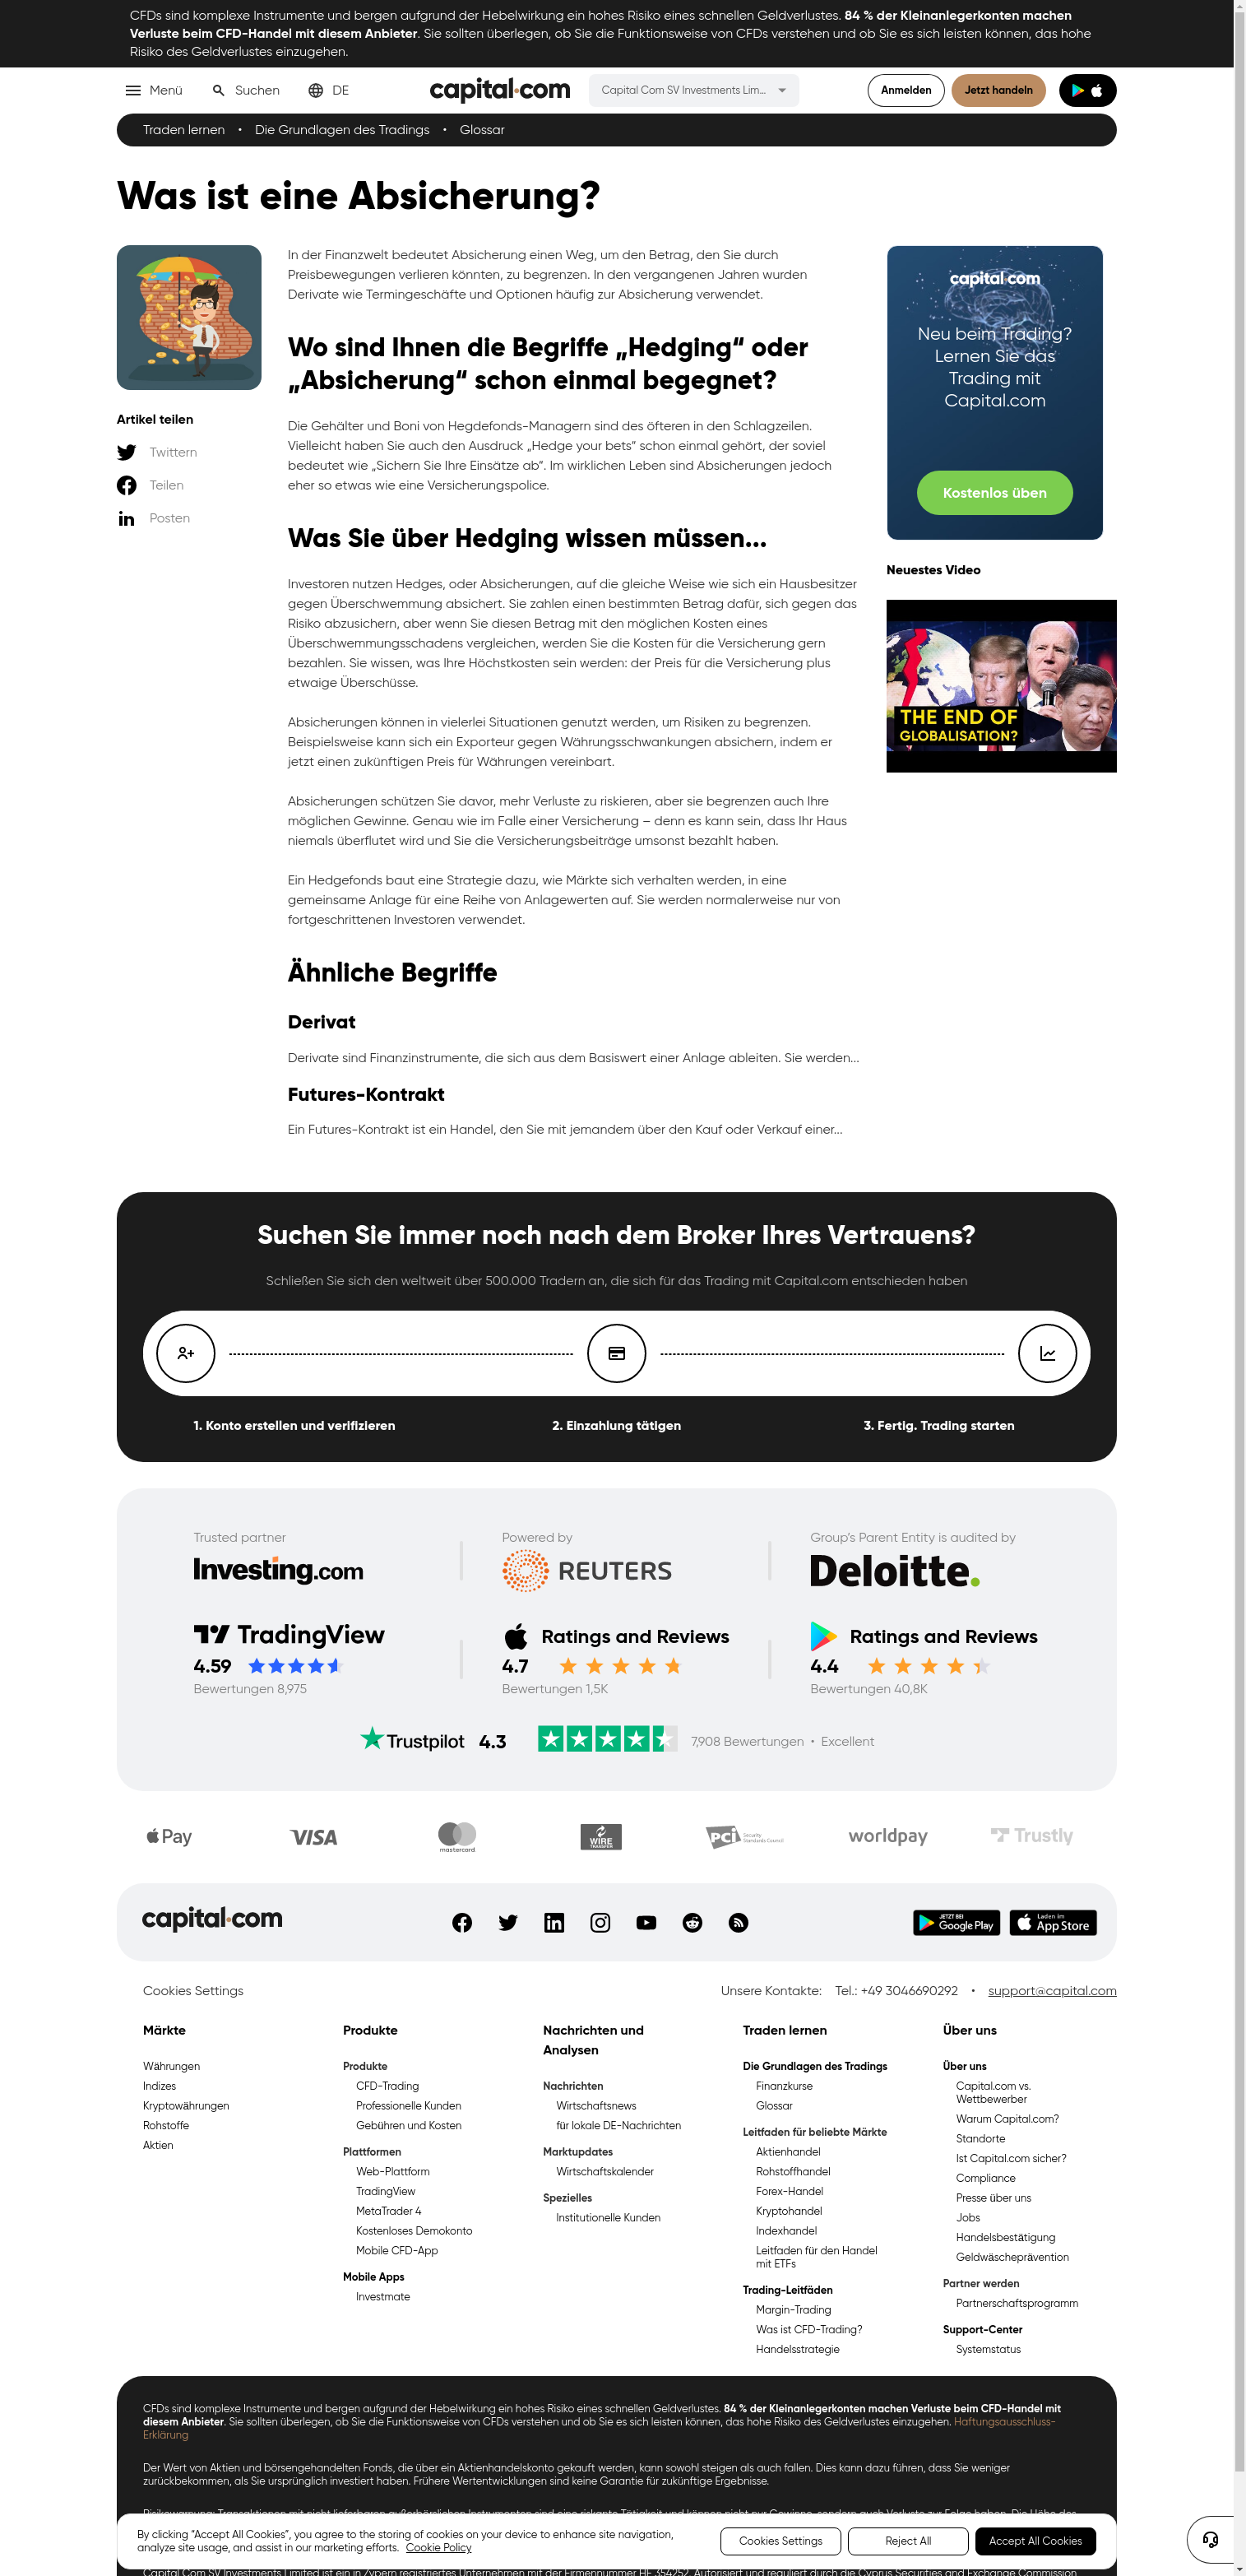 CFDs sind komplexe Instrumente und bergen aufgrund der Hebelwirkung ein hohes Risiko eines schnellen Geldverlustes. 84 % der Kleinanlegerkonten machen
Verluste beim CFD-Handel mit diesem Anbieter. Sie sollten überlegen, ob Sie die Funktionsweise von CFDs verstehen und ob Sie es sich leisten können, das hohe
Risiko des Geldverlustes einzugehen.
Menü
Suchen
DE
capital.com
Capital Com SV Investments Lim...
Anmelden
Jetzt handeln
Traden lernen • Die Grundlagen des Tradings • Glossar
Was ist eine Absicherung?
Artikel teilen
Twittern
Teilen
Posten
In der Finanzwelt bedeutet Absicherung einen Weg, um den Betrag, den Sie durch
Preisbewegungen verlieren könnten, zu begrenzen. In den vergangenen Jahren wurden
Derivate wie Termingeschäfte und Optionen häufig zur Absicherung verwendet.
Wo sind Ihnen die Begriffe „Hedging“ oder
„Absicherung“ schon einmal begegnet?
Die Gehälter und Boni von Hegdefonds-Managern sind des öfteren in den Schlagzeilen.
Vielleicht haben Sie auch den Ausdruck „Hedge your bets“ schon einmal gehört, der soviel
bedeutet wie „Sichern Sie Ihre Einsätze ab“. Im wirklichen Leben sind Absicherungen jedoch
eher so etwas wie eine Versicherungspolice.
Was Sie über Hedging wissen müssen...
Investoren nutzen Hedges, oder Absicherungen, auf die gleiche Weise wie sich ein Hausbesitzer
gegen Überschwemmung absichert. Sie zahlen einen bestimmten Betrag dafür, sich gegen das
Risiko abzusichern, aber wenn Sie diesen Betrag mit den möglichen Kosten eines
Überschwemmungsschadens vergleichen, werden Sie die Kosten für die Versicherung gern
bezahlen. Sie wissen, was Ihre Höchstkosten sein werden: der Preis für die Versicherung plus
etwaige Überschüsse.
Absicherungen können in vielerlei Situationen genutzt werden, um Risiken zu begrenzen.
Beispielsweise kann sich ein Exporteur gegen Währungsschwankungen absichern, indem er
jetzt einen zukünftigen Preis für Währungen vereinbart.
Absicherungen schützen Sie davor, mehr Verluste zu riskieren, aber sie begrenzen auch Ihre
möglichen Gewinne. Genau wie im Falle einer Versicherung – denn es kann sein, dass Ihr Haus
niemals überflutet wird und Sie die Versicherungsbeiträge umsonst bezahlt haben.
Ein Hedgefonds baut eine Strategie dazu, wie Märkte sich verhalten werden, in eine
gemeinsame Anlage für eine Reihe von Anlagewerten auf. Sie werden normalerweise nur von
fortgeschrittenen Investoren verwendet.
Ähnliche Begriffe
Derivat
Derivate sind Finanzinstrumente, die sich aus dem Basiswert einer Anlage ableiten. Sie werden...
Futures-Kontrakt
Ein Futures-Kontrakt ist ein Handel, den Sie mit jemandem über den Kauf oder Verkauf einer...
capital.com
Neu beim Trading?
Lernen Sie das
Trading mit
Capital.com
Kostenlos üben
Neuestes Video
THE END OF
GLOBALISATION?
Suchen Sie immer noch nach dem Broker Ihres Vertrauens?
Schließen Sie sich den weltweit über 500.000 Tradern an, die sich für das Trading mit Capital.com entschieden haben
1. Konto erstellen und verifizieren
2. Einzahlung tätigen
3. Fertig. Trading starten
Trusted partner
Investing.com
Powered by
REUTERS
Group's Parent Entity is audited by
Deloitte.
TradingView
4.59
Bewertungen 8,975
Ratings and Reviews
4.7
Bewertungen 1,5K
Ratings and Reviews
4.4
Bewertungen 40,8K
Trustpilot 4.3
7,908 Bewertungen • Excellent
Pay
VISA
mastercard
WIRE
TRANSFER
PCI Security
Standards Council
worldpay
Trustly
capital.com
JETZT BEI
Google Play
Laden im
App Store
Cookies Settings
Unsere Kontakte: Tel.: +49 3046690292 • support@capital.com
Märkte
Währungen
Indizes
Kryptowährungen
Rohstoffe
Aktien
Produkte
Produkte
CFD-Trading
Professionelle Kunden
Gebühren und Kosten
Plattformen
Web-Plattform
TradingView
MetaTrader 4
Kostenloses Demokonto
Mobile CFD-App
Mobile Apps
Investmate
Nachrichten und
Analysen
Nachrichten
Wirtschaftsnews
für lokale DE-Nachrichten
Marktupdates
Wirtschaftskalender
Spezielles
Institutionelle Kunden
Traden lernen
Die Grundlagen des Tradings
Finanzkurse
Glossar
Leitfaden für beliebte Märkte
Aktienhandel
Rohstoffhandel
Forex-Handel
Kryptohandel
Indexhandel
Leitfaden für den Handel
mit ETFs
Trading-Leitfäden
Margin-Trading
Was ist CFD-Trading?
Handelsstrategie
Über uns
Über uns
Capital.com vs.
Wettbewerber
Warum Capital.com?
Standorte
Ist Capital.com sicher?
Compliance
Presse über uns
Jobs
Handelsbestätigung
Geldwäscheprävention
Partner werden
Partnerschaftsprogramm
Support-Center
Systemstatus
CFDs sind komplexe Instrumente und bergen aufgrund der Hebelwirkung ein hohes Risiko eines schnellen Geldverlustes. 84 % der Kleinanlegerkonten machen Verluste beim CFD-Handel mit
diesem Anbieter. Sie sollten überlegen, ob Sie die Funktionsweise von CFDs verstehen und ob Sie es sich leisten können, das hohe Risiko des Geldverlustes einzugehen. Haftungsausschluss-
Erklärung
Der Wert von Aktien und börsengehandelten Fonds, die über ein Aktienhandelskonto gekauft werden, kann sowohl steigen als auch fallen. Dies kann dazu führen, dass Sie weniger
zurückbekommen, als Sie ursprünglich investiert haben. Frühere Wertentwicklungen sind keine Garantie für zukünftige Ergebnisse.
Risikowarnung: Transaktionen mit nicht lieferbaren außerbörslichen Instrumenten sind eine riskante Tätigkeit und können nicht nur Gewinne, sondern auch Verluste zur Folge haben. Die Höhe des
By clicking “Accept All Cookies”, you agree to the storing of cookies on your device to enhance site navigation,
analyze site usage, and assist in our marketing efforts. Cookie Policy
Cookies Settings
Reject All
Accept All Cookies
Capital Com SV Investments Limited ist ein in Zypern registriertes Unternehmen mit der Firmennummer HE 354252. Autorisiert und reguliert durch die Cyprus Securities and Exchange Commission